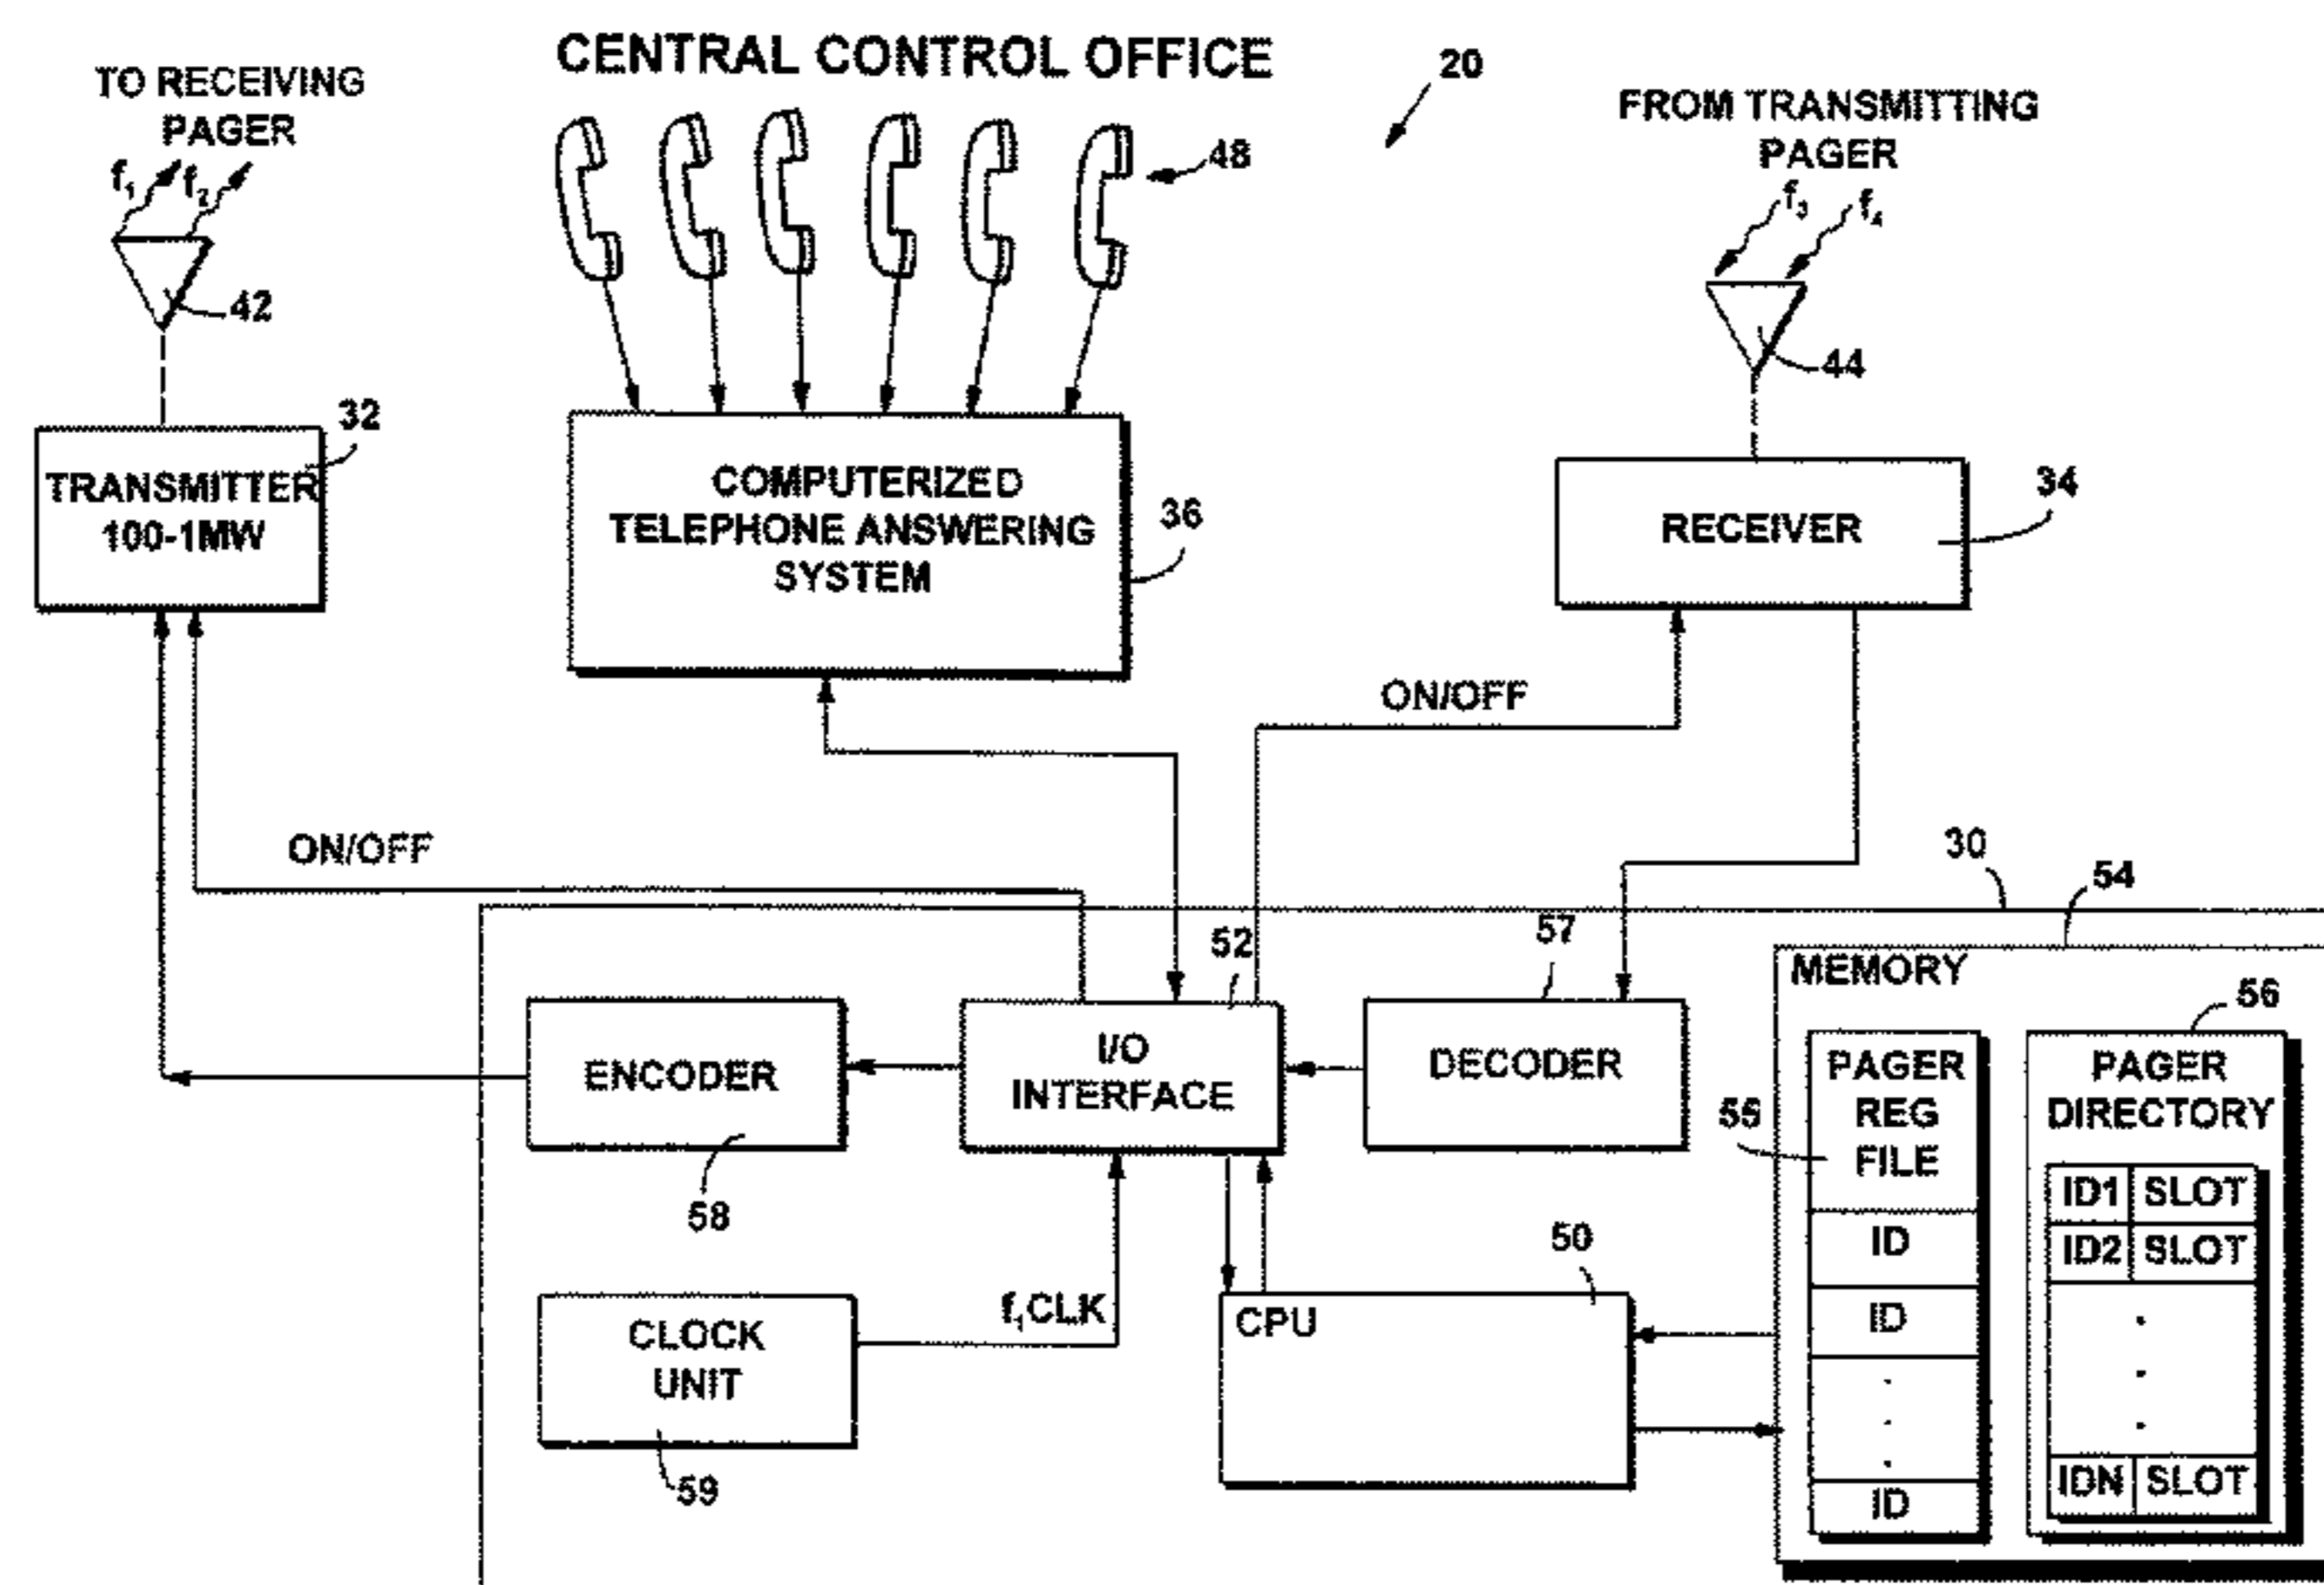 CENTRAL CONTROL OFFICE
20
TO RECEIVING
PAGER
f1
f2
42
48
FROM TRANSMITTING
PAGER
f3
f4
44
32
TRANSMITTER
100-1MW
COMPUTERIZED
TELEPHONE ANSWERING
SYSTEM
36
34
RECEIVER
ON/OFF
ON/OFF
30
54
52
57
MEMORY
56
ENCODER
58
I/O
INTERFACE
DECODER
55
PAGER
REG
FILE
ID
ID
.
.
.
ID
PAGER
DIRECTORY
ID1 SLOT
ID2 SLOT
.
.
.
IDN SLOT
CLOCK
UNIT
59
f1CLK
50
CPU